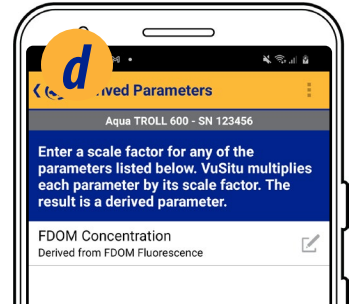 d
Derived Parameters
Aqua TROLL 600 - SN 123456
Enter a scale factor for any of the
parameters listed below. VuSitu multiplies
each parameter by its scale factor. The
result is a derived parameter.
FDOM Concentration
Derived from FDOM Fluorescence